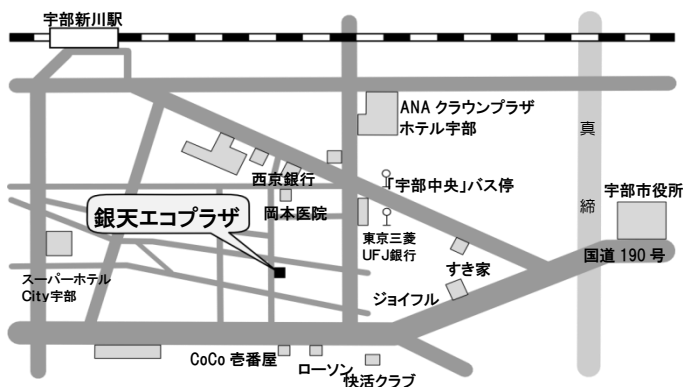 宇部新川駅
ANA クラウンプラザ
ホテル宇部
真
締
西京銀行
「宇部中央」バス停
宇部市役所
岡本医院
銀天エコプラザ
東京三菱
UFJ銀行
国道 190 号
すき家
スーパーホテル
City宇部
ジョイフル
CoCo 壱番屋
ローソン
快活クラブ